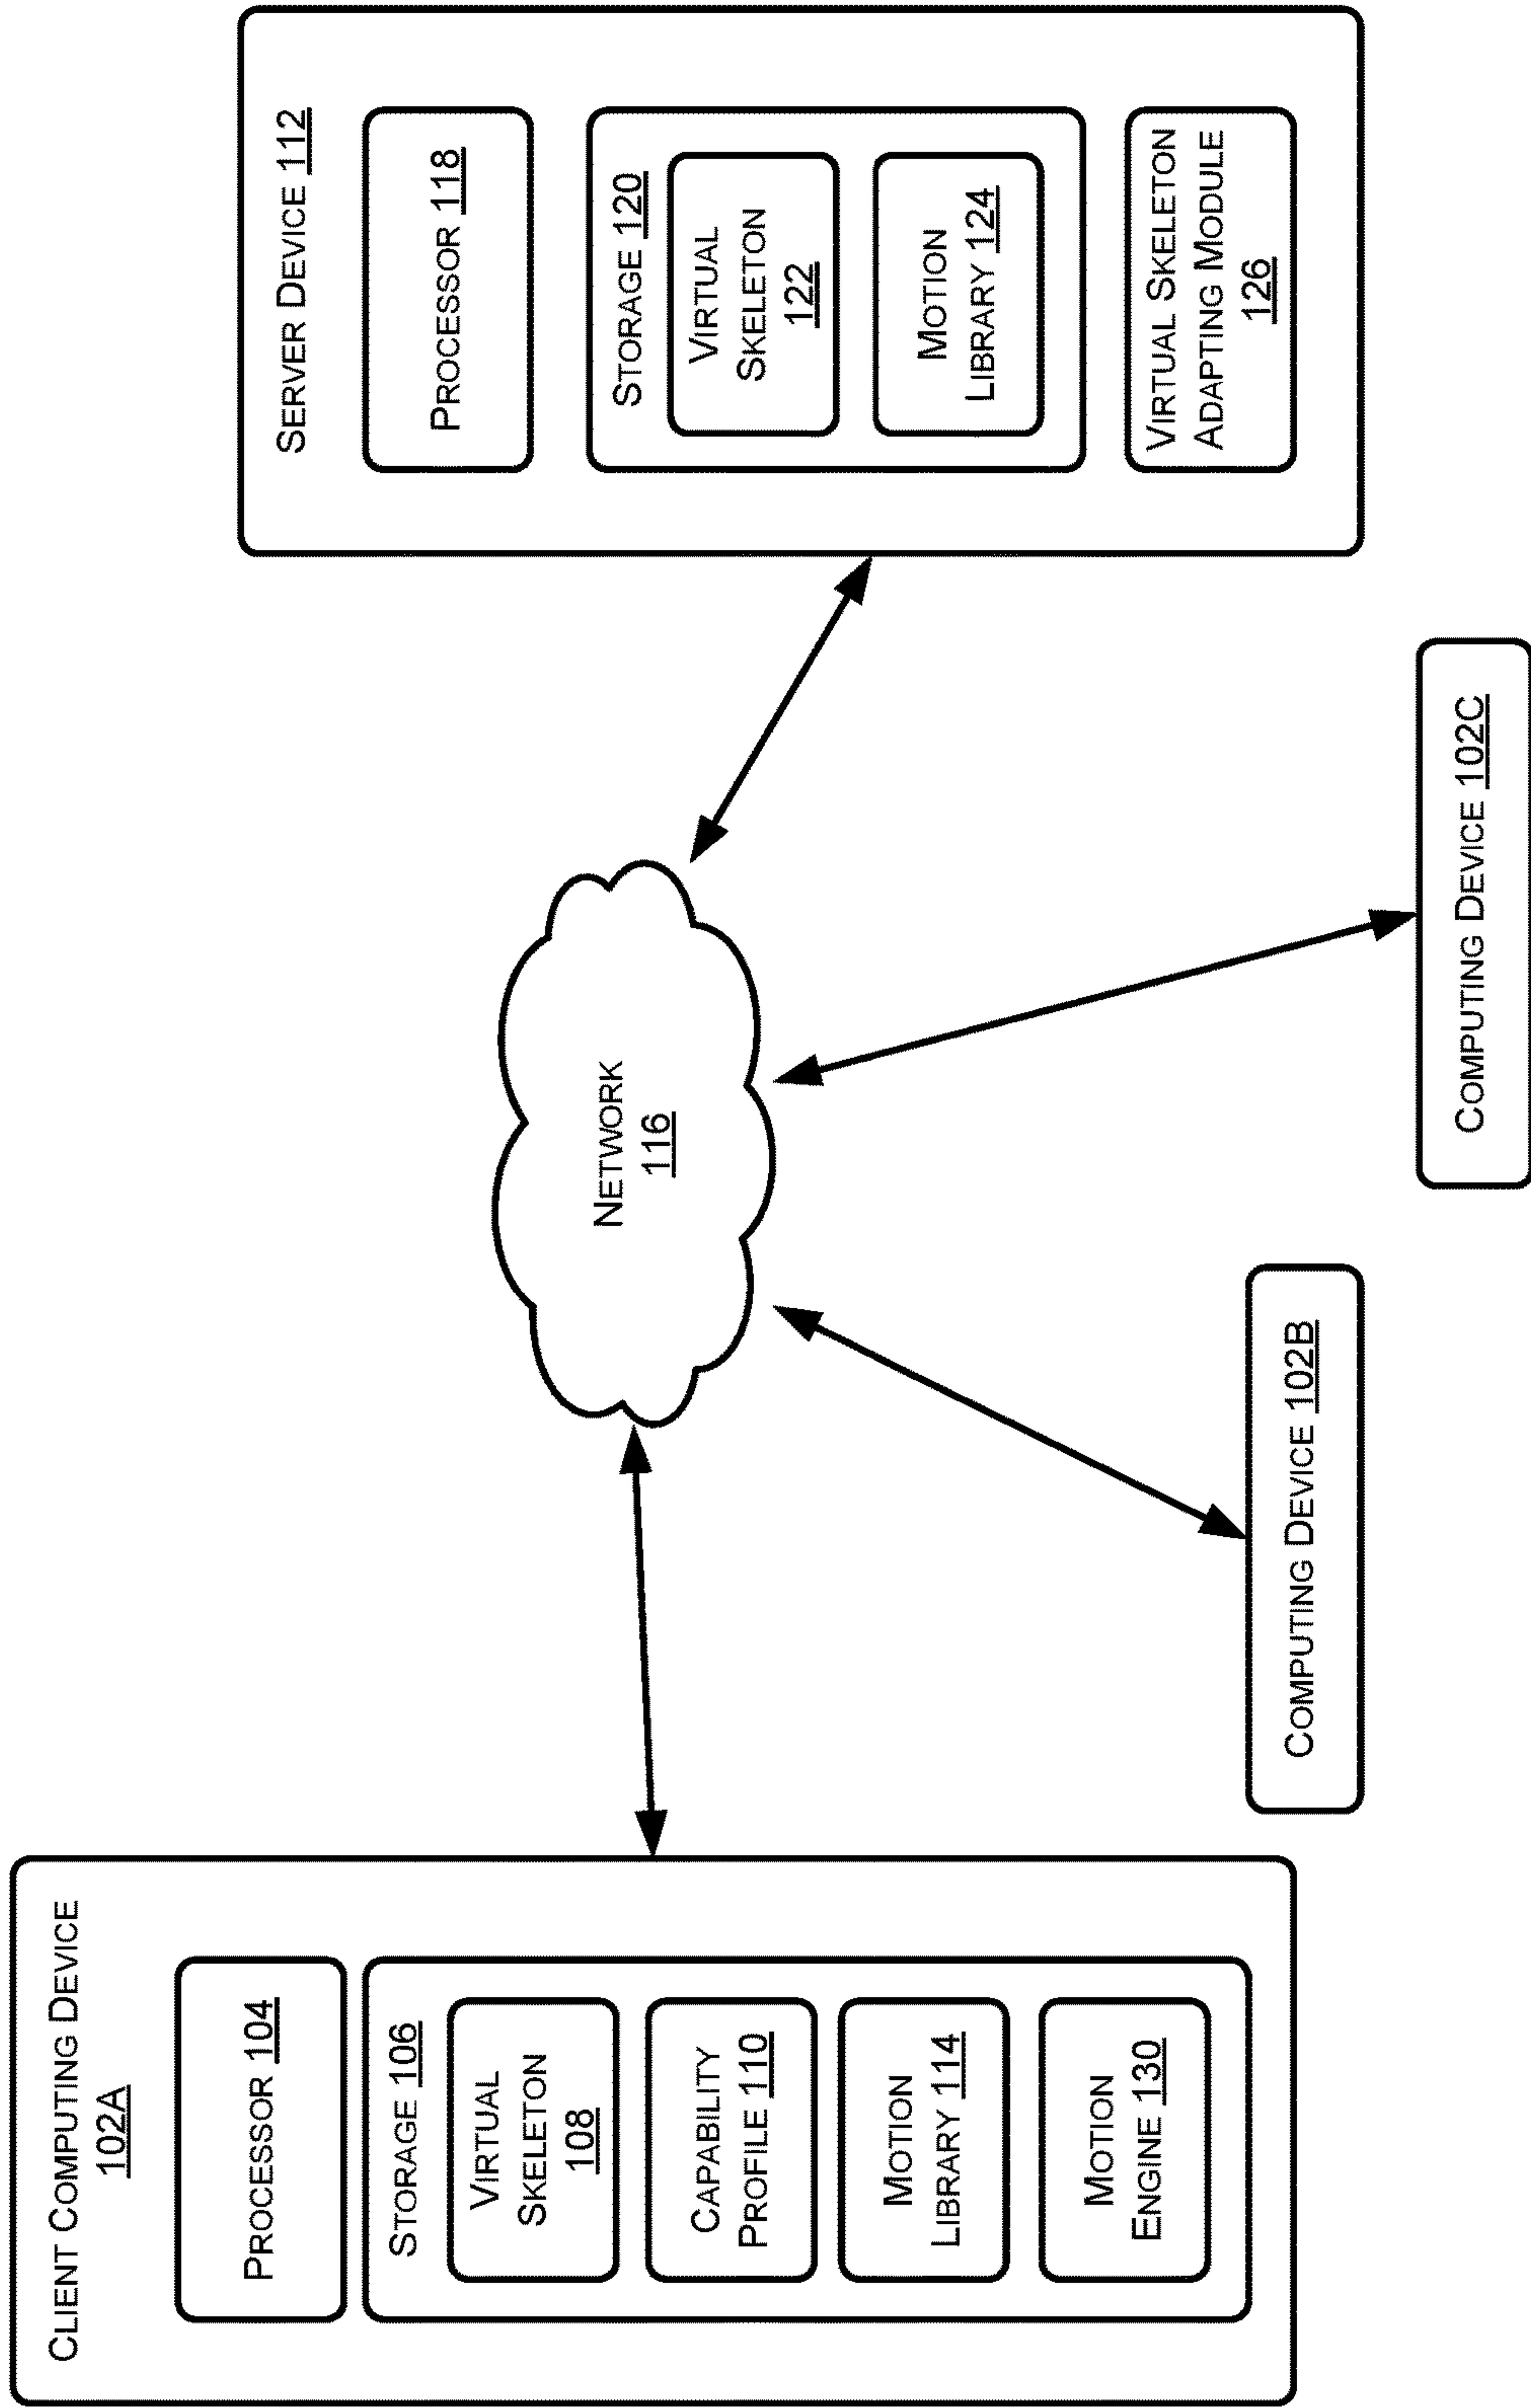 CLIENT COMPUTING DEVICE
102A
PROCESSOR 104
STORAGE 106
VIRTUAL
SKELETON
108
CAPABILITY
PROFILE 110
MOTION
LIBRARY 114
MOTION
ENGINE 130
NETWORK
116
COMPUTING DEVICE 102B
COMPUTING DEVICE 102C
SERVER DEVICE 112
PROCESSOR 118
STORAGE 120
VIRTUAL
SKELETON
122
MOTION
LIBRARY 124
VIRTUAL SKELETON
ADAPTING MODULE
126